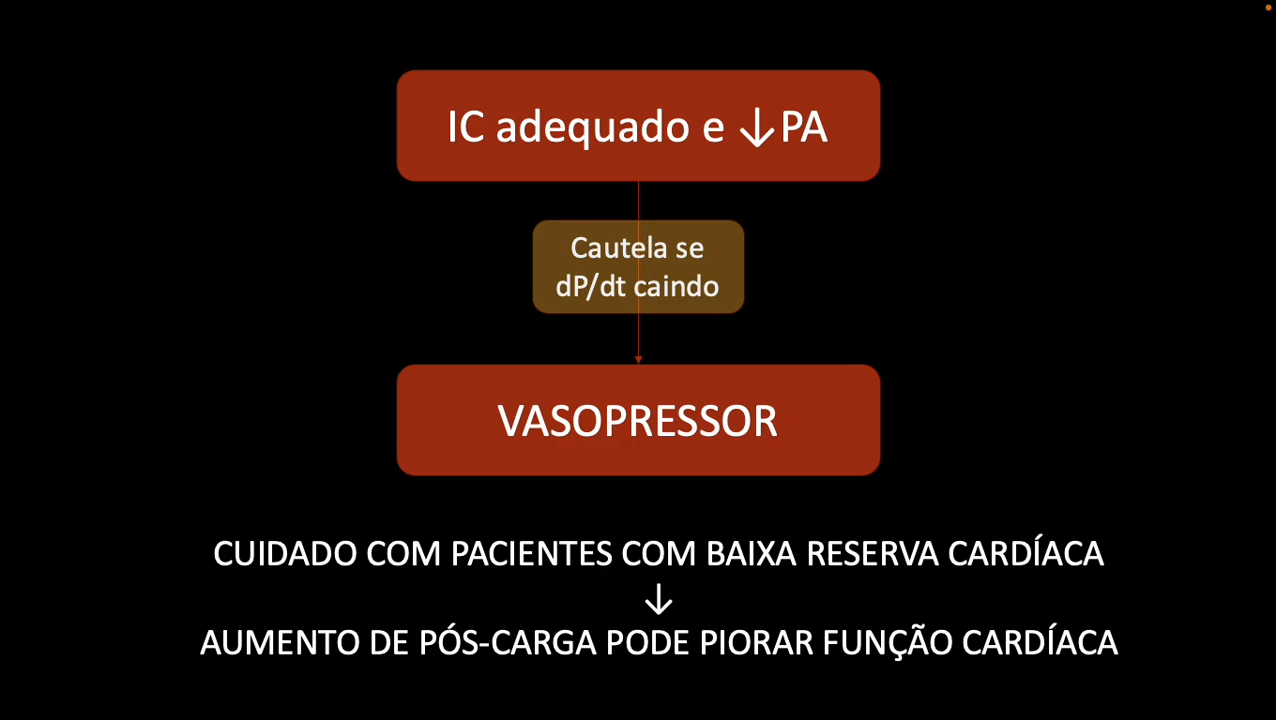 IC adequado e ↓PA
Cautela se
dP/dt caindo
VASOPRESSOR
CUIDADO COM PACIENTES COM BAIXA RESERVA CARDÍACA
↓
AUMENTO DE PÓS-CARGA PODE PIORAR FUNÇÃO CARDÍACA